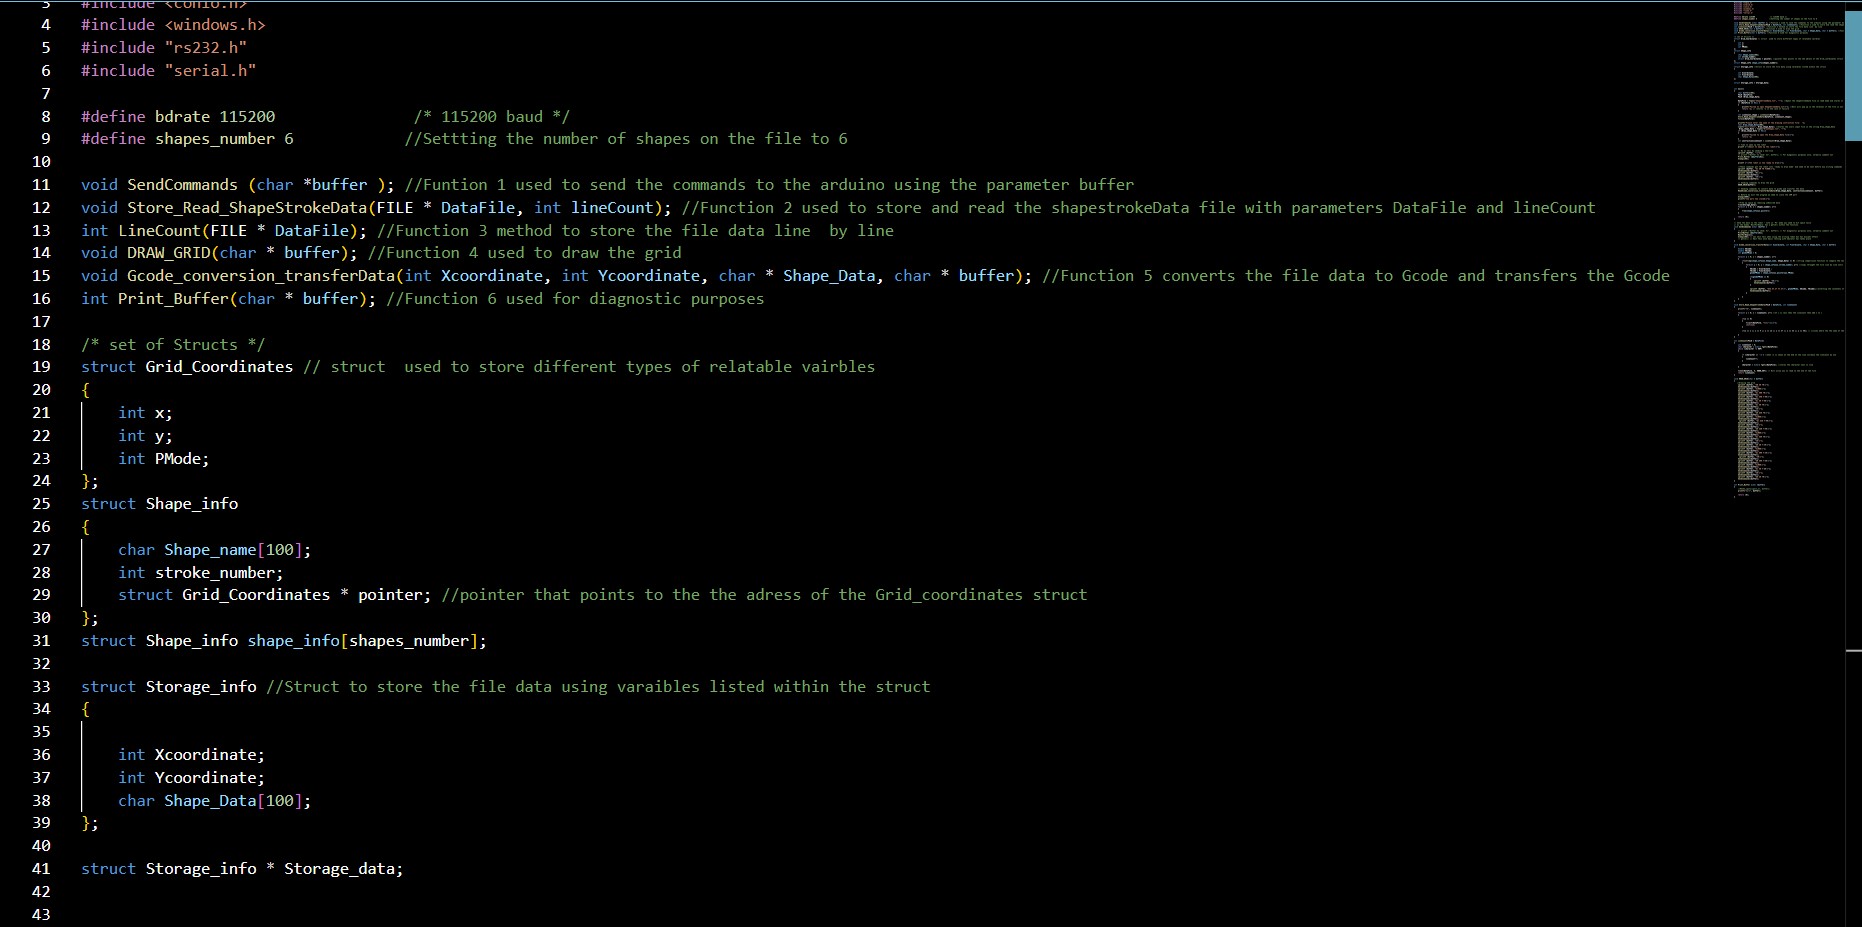 3 #include <conio.h>
4 #include <windows.h>
5 #include "rs232.h"
6 #include "serial.h"
7
8 #define bdrate 115200 /* 115200 baud */
9 #define shapes_number 6 //Settting the number of shapes on the file to 6
10
11 void SendCommands (char *buffer ); //Funtion 1 used to send the commands to the arduino using the parameter buffer
12 void Store_Read_ShapeStrokeData(FILE * DataFile, int lineCount); //Function 2 used to store and read the shapestrokeData file with parameters DataFile and lineCount
13 int LineCount(FILE * DataFile); //Function 3 method to store the file data line  by line
14 void DRAW_GRID(char * buffer); //Function 4 used to draw the grid
15 void Gcode_conversion_transferData(int Xcoordinate, int Ycoordinate, char * Shape_Data, char * buffer); //Function 5 converts the file data to Gcode and transfers the Gcode
16 int Print_Buffer(char * buffer); //Function 6 used for diagnostic purposes
17
18 /* set of Structs */
19 struct Grid_Coordinates // struct  used to store different types of relatable vairbles
20 {
21     int x;
22     int y;
23     int PMode;
24 };
25 struct Shape_info
26 {
27     char Shape_name[100];
28     int stroke_number;
29     struct Grid_Coordinates * pointer; //pointer that points to the the adress of the Grid_coordinates struct
30 };
31 struct Shape_info shape_info[shapes_number];
32
33 struct Storage_info //Struct to store the file data using varaibles listed within the struct
34 {
35
36     int Xcoordinate;
37     int Ycoordinate;
38     char Shape_Data[100];
39 };
40
41 struct Storage_info * Storage_data;
42
43